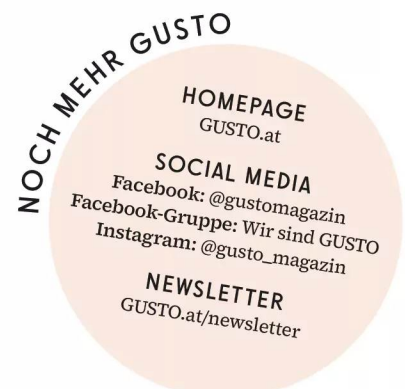 NOCH MEHR GUSTO
HOMEPAGE
GUSTO.at
SOCIAL MEDIA
Facebook: @gustomagazin
Facebook-Gruppe: Wir sind GUSTO
Instagram: @gusto_magazin
NEWSLETTER
GUSTO.at/newsletter